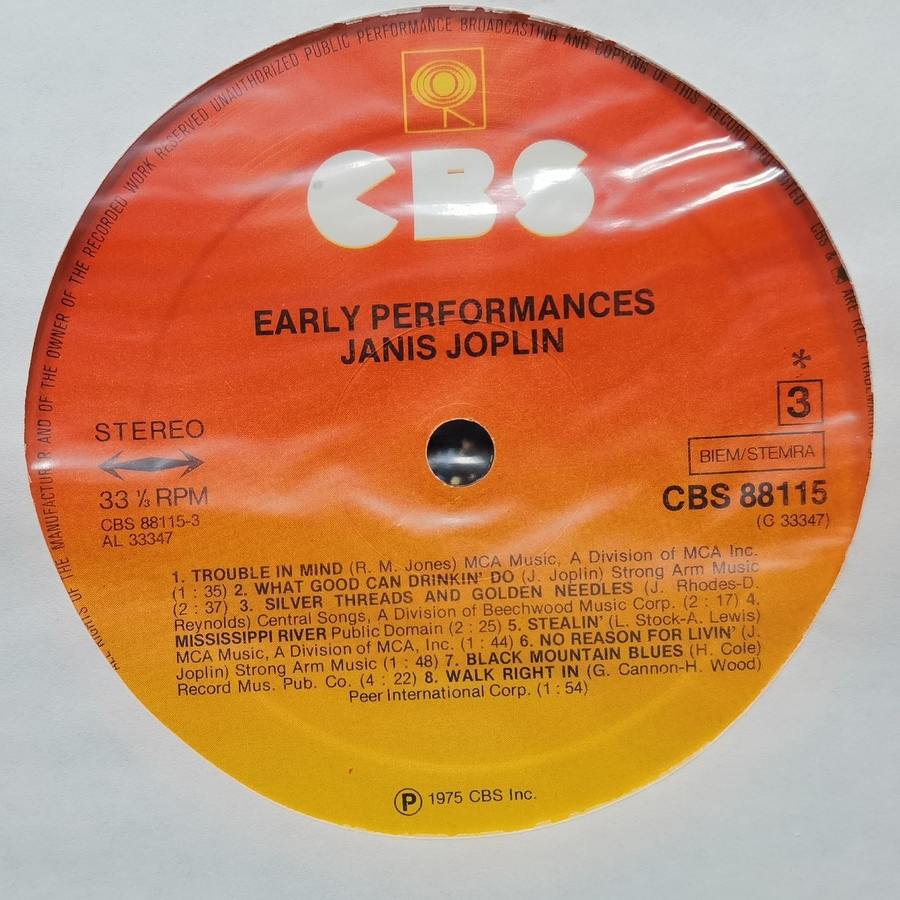 ALL RIGHTS OF THE MANUFACTURER AND OF THE OWNER OF THE RECORDED WORK RESERVED UNAUTHORIZED PUBLIC PERFORMANCE BROADCASTING AND COPYING OF THIS RECORD CBS & ARE REG. TRADEMARKS
CBS
EARLY PERFORMANCES
JANIS JOPLIN
STEREO
33 ⅓ RPM
CBS 88115-3
AL 33347
*
3
BIEM/STEMRA
CBS 88115
(G 33347)
1. TROUBLE IN MIND (R. M. Jones) MCA Music, A Division of MCA Inc.
(1 : 35) 2. WHAT GOOD CAN DRINKIN' DO (J. Joplin) Strong Arm Music
(2 : 37) 3. SILVER THREADS AND GOLDEN NEEDLES (J. Rhodes-D.
Reynolds) Central Songs, A Division of Beechwood Music Corp. (2 : 17) 4.
MISSISSIPPI RIVER Public Domain (2 : 25) 5. STEALIN' (L. Stock-A. Lewis)
MCA Music, A Division of MCA, Inc. (1 : 44) 6. NO REASON FOR LIVIN' (J.
Joplin) Strong Arm Music (1 : 48) 7. BLACK MOUNTAIN BLUES (H. Cole)
Record Mus. Pub. Co. (4 : 22) 8. WALK RIGHT IN (G. Cannon-H. Wood)
Peer International Corp. (1 : 54)
Ⓟ 1975 CBS Inc.